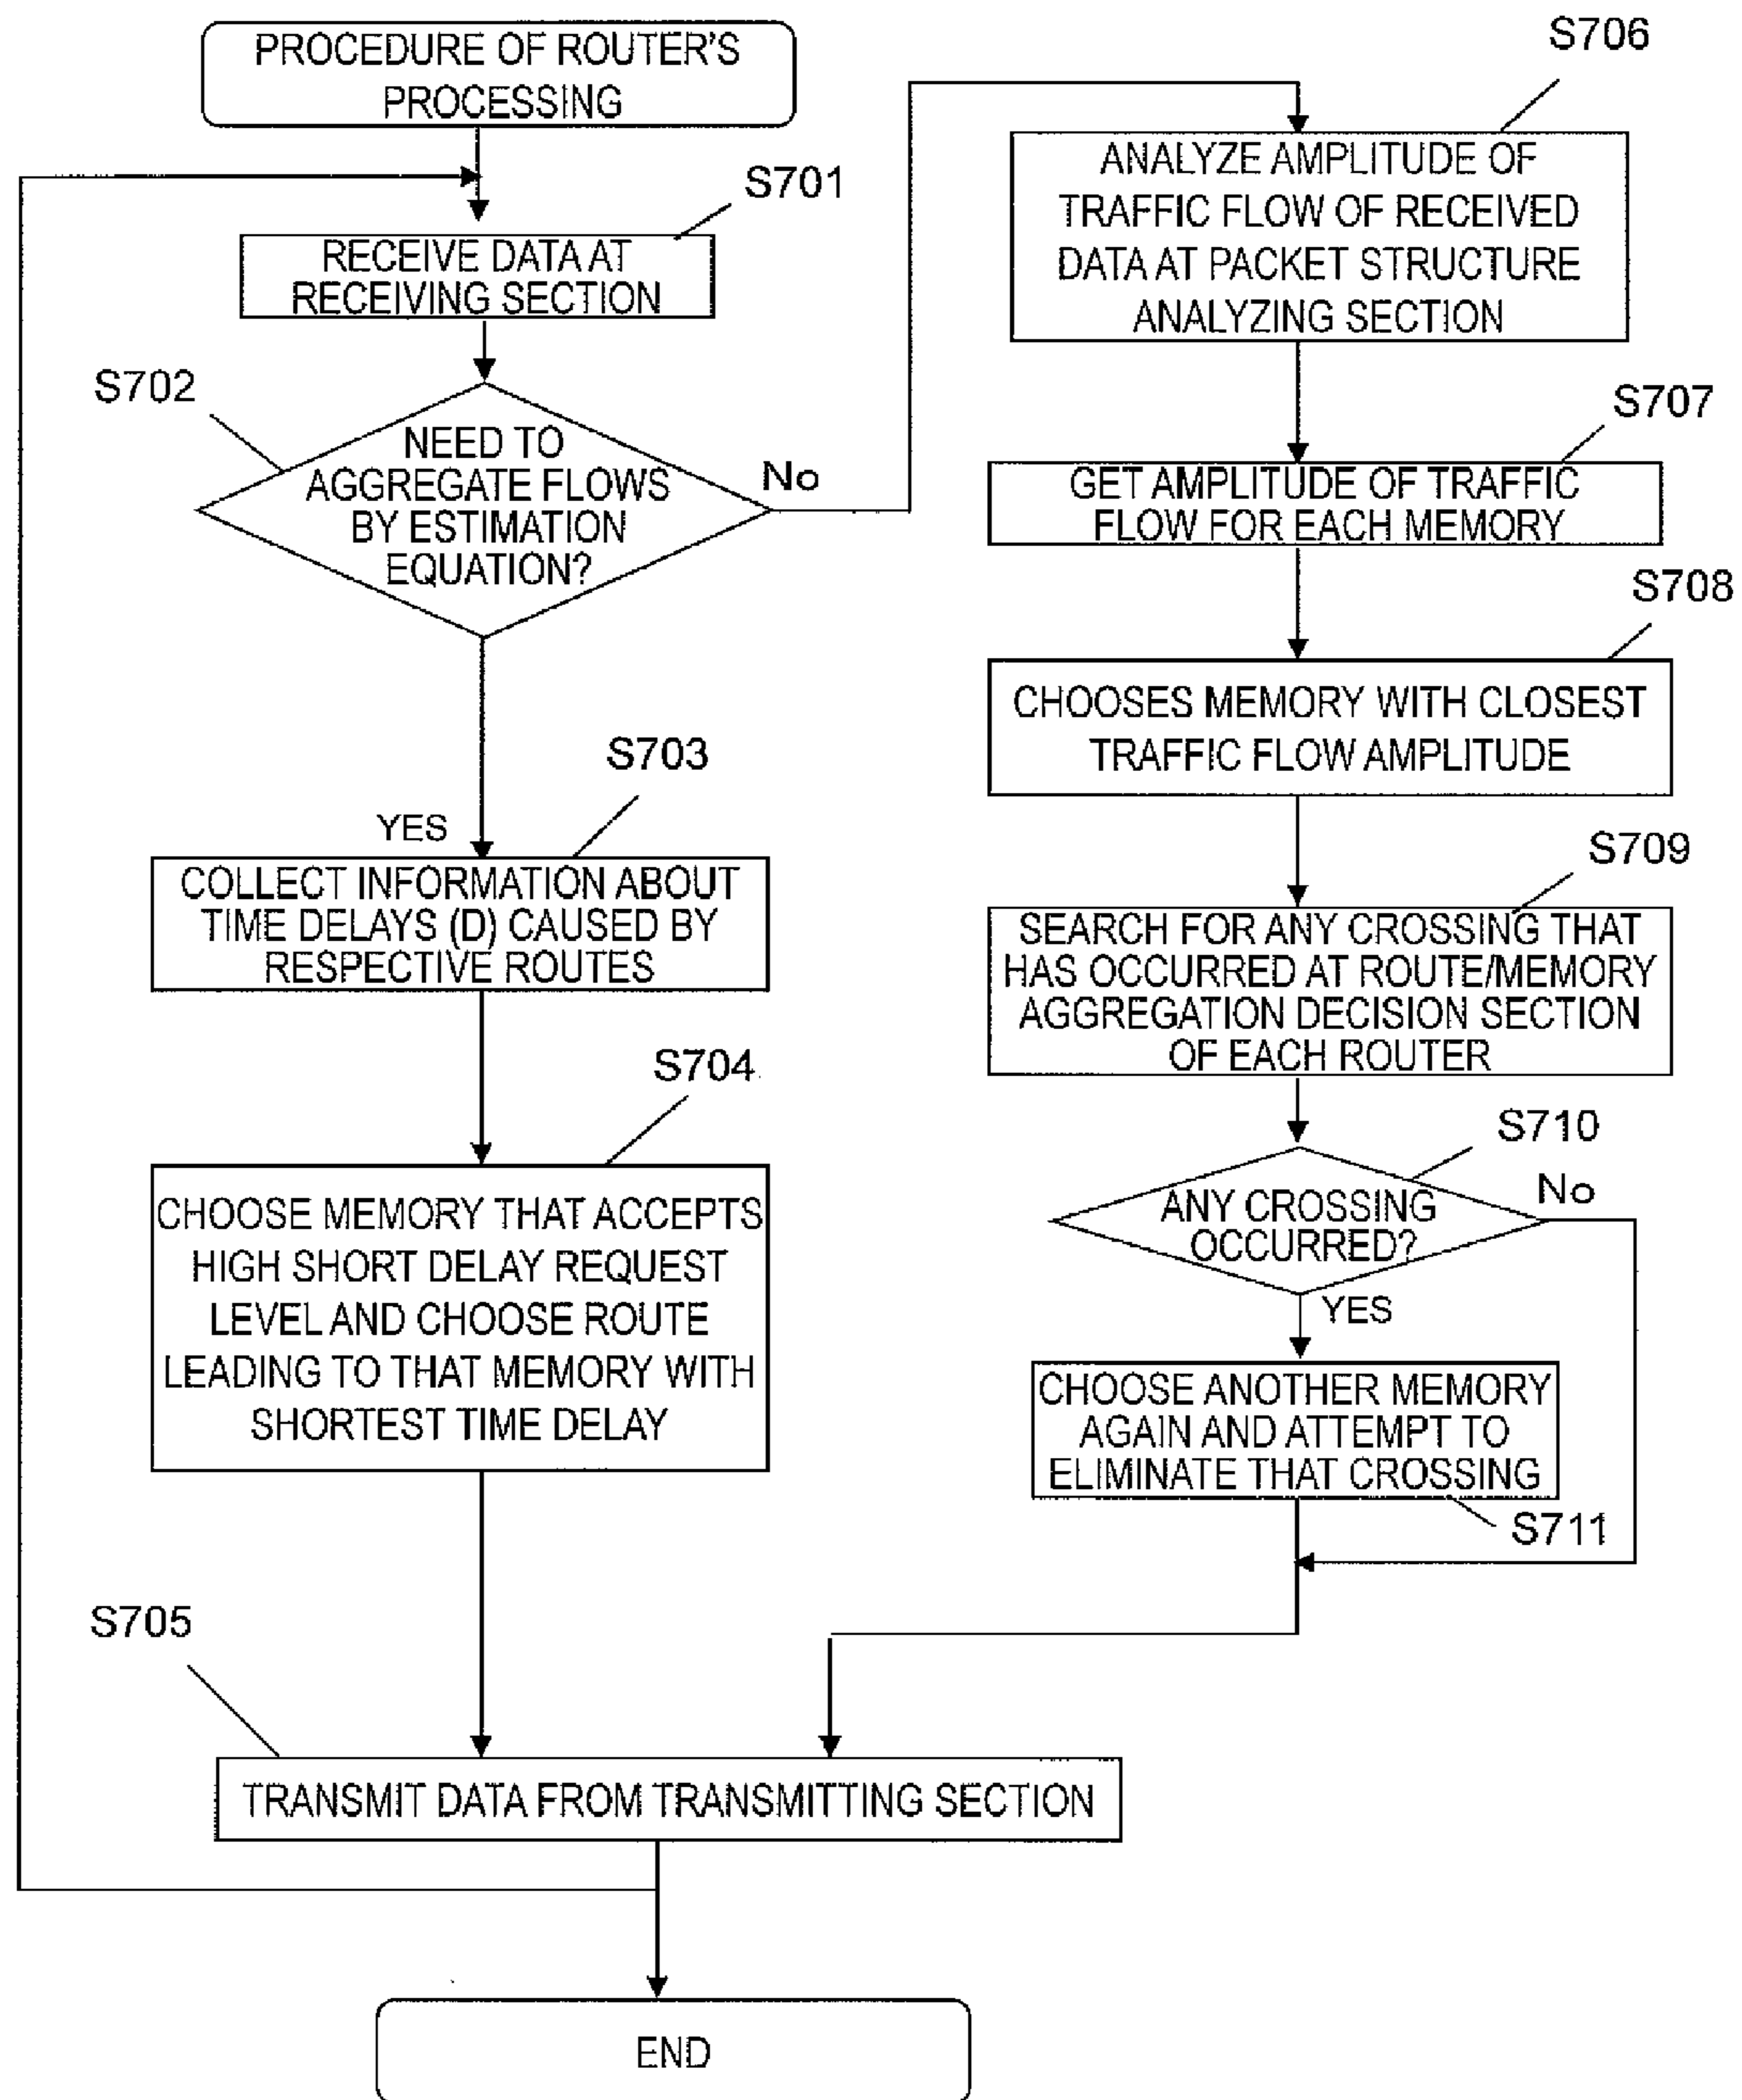 PROCEDURE OF ROUTER'S
PROCESSING
S701
RECEIVE DATA AT
RECEIVING SECTION
S702
NEED TO
AGGREGATE FLOWS
BY ESTIMATION
EQUATION?
No
YES
S703
COLLECT INFORMATION ABOUT
TIME DELAYS (D) CAUSED BY
RESPECTIVE ROUTES
S704
CHOOSE MEMORY THAT ACCEPTS
HIGH SHORT DELAY REQUEST
LEVEL AND CHOOSE ROUTE
LEADING TO THAT MEMORY WITH
SHORTEST TIME DELAY
S705
TRANSMIT DATA FROM TRANSMITTING SECTION
END
S706
ANALYZE AMPLITUDE OF
TRAFFIC FLOW OF RECEIVED
DATA AT PACKET STRUCTURE
ANALYZING SECTION
S707
GET AMPLITUDE OF TRAFFIC
FLOW FOR EACH MEMORY
S708
CHOOSES MEMORY WITH CLOSEST
TRAFFIC FLOW AMPLITUDE
S709
SEARCH FOR ANY CROSSING THAT
HAS OCCURRED AT ROUTE/MEMORY
AGGREGATION DECISION SECTION
OF EACH ROUTER
S710
ANY CROSSING
OCCURRED?
No
YES
CHOOSE ANOTHER MEMORY
AGAIN AND ATTEMPT TO
ELIMINATE THAT CROSSING
S711